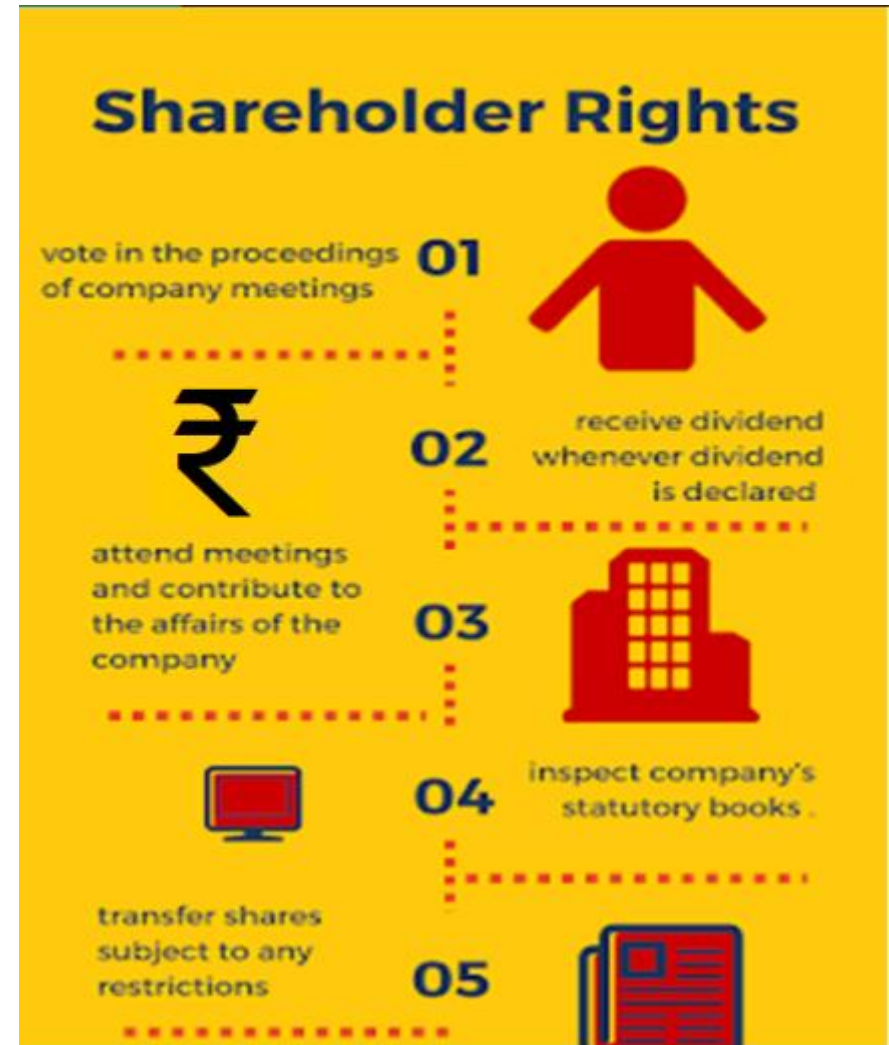 Shareholder Rights
vote in the proceedings
of company meetings
01
₹
02
receive dividend
whenever dividend
is declared
attend meetings
and contribute to
the affairs of the
company
03
04
inspect company's
statutory books .
transfer shares
subject to any
restrictions
05